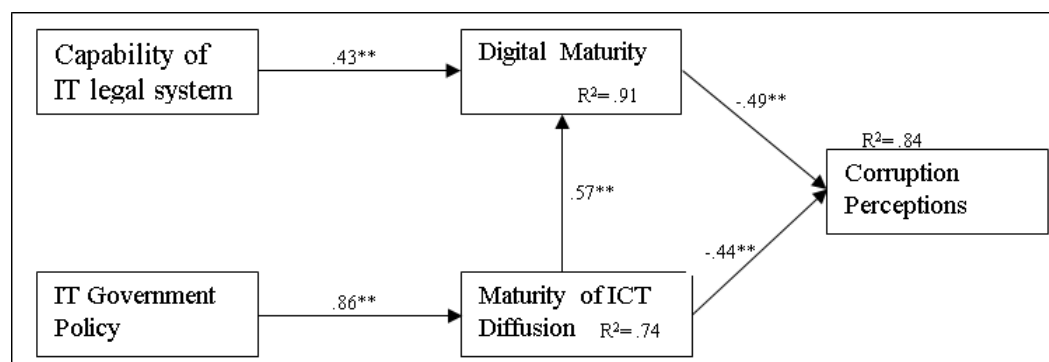 Capability of
IT legal system
.43**
Digital Maturity
R²= .91
-.49**
R²= .84
Corruption
Perceptions
.57**
-.44**
IT Government
Policy
.86**
Maturity of ICT
Diffusion R²= .74